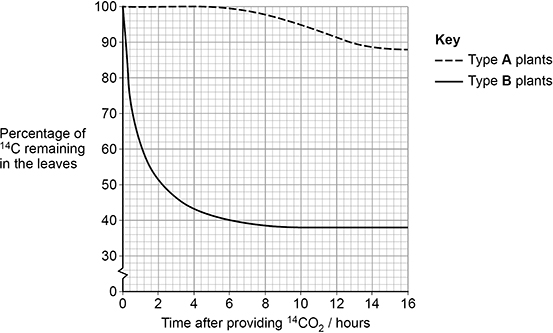 100
90
80
70
60
50
40
30
0
Percentage of
¹⁴C remaining
in the leaves
0 2 4 6 8 10 12 14 16
Time after providing ¹⁴CO₂ / hours
Key
Type A plants
Type B plants